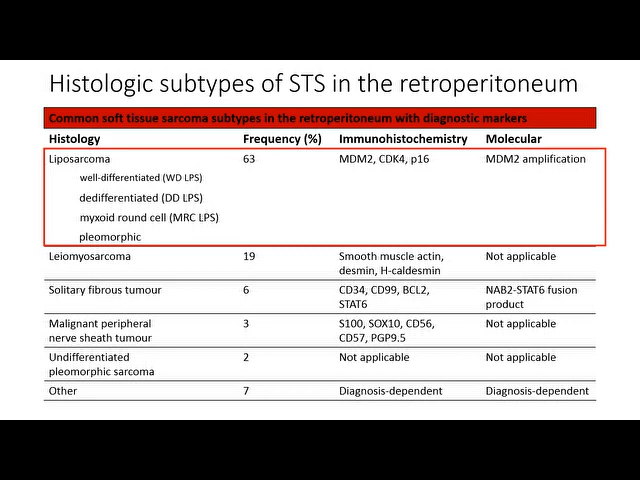 Histologic subtypes of STS in the retroperitoneum
Common soft tissue sarcoma subtypes in the retroperitoneum with diagnostic markers
Histology Frequency (%) Immunohistochemistry Molecular
Liposarcoma 63 MDM2, CDK4, p16 MDM2 amplification
well-differentiated (WD LPS)
dedifferentiated (DD LPS)
myxoid round cell (MRC LPS)
pleomorphic
Leiomyosarcoma 19 Smooth muscle actin, Not applicable
desmin, H-caldesmin
Solitary fibrous tumour 6 CD34, CD99, BCL2, NAB2-STAT6 fusion
STAT6 product
Malignant peripheral 3 S100, SOX10, CD56, Not applicable
nerve sheath tumour CD57, PGP9.5
Undifferentiated 2 Not applicable Not applicable
pleomorphic sarcoma
Other 7 Diagnosis-dependent Diagnosis-dependent